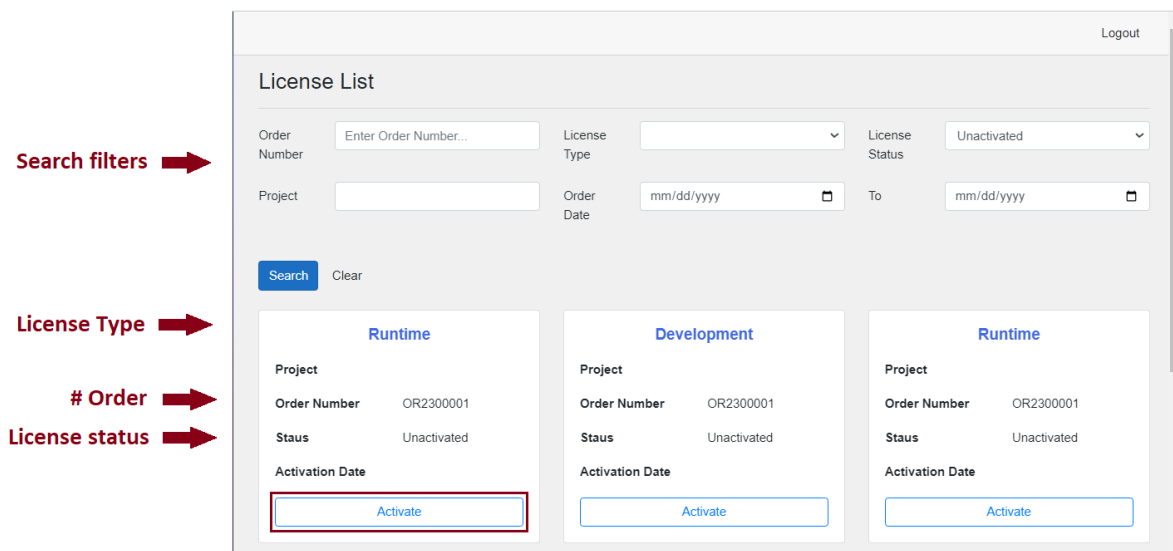 Logout
License List
Order Number Enter Order Number... License Type License Status Unactivated
Search filters
Project Order Date mm/dd/yyyy To mm/dd/yyyy
Search Clear
License Type
Runtime Development Runtime
Project Project Project
# Order
Order Number OR2300001 Order Number OR2300001 Order Number OR2300001
License status
Staus Unactivated Staus Unactivated Staus Unactivated
Activation Date Activation Date Activation Date
Activate Activate Activate